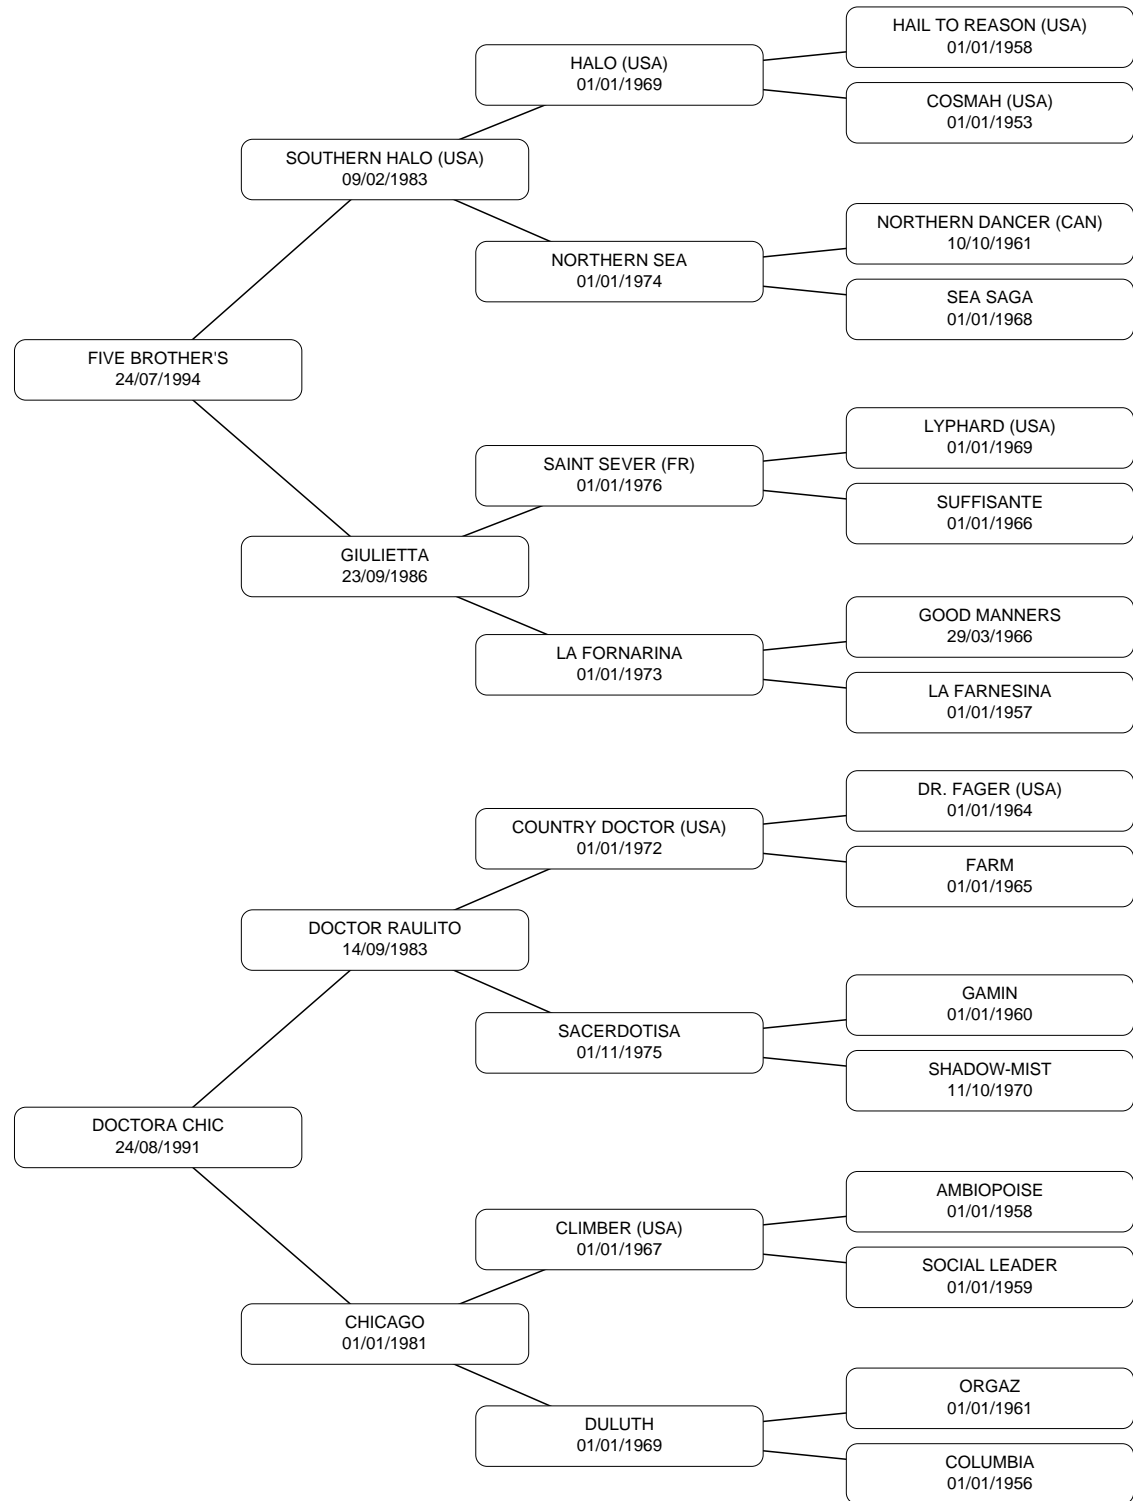 HAIL TO REASON (USA)
01/01/1958
HALO (USA)
01/01/1969
COSMAH (USA)
01/01/1953
SOUTHERN HALO (USA)
09/02/1983
NORTHERN DANCER (CAN)
10/10/1961
NORTHERN SEA
01/01/1974
SEA SAGA
01/01/1968
FIVE BROTHER'S
24/07/1994
LYPHARD (USA)
01/01/1969
SAINT SEVER (FR)
01/01/1976
SUFFISANTE
01/01/1966
GIULIETTA
23/09/1986
GOOD MANNERS
29/03/1966
LA FORNARINA
01/01/1973
LA FARNESINA
01/01/1957
DR. FAGER (USA)
01/01/1964
COUNTRY DOCTOR (USA)
01/01/1972
FARM
01/01/1965
DOCTOR RAULITO
14/09/1983
GAMIN
01/01/1960
SACERDOTISA
01/11/1975
SHADOW-MIST
11/10/1970
DOCTORA CHIC
24/08/1991
AMBIOPOISE
01/01/1958
CLIMBER (USA)
01/01/1967
SOCIAL LEADER
01/01/1959
CHICAGO
01/01/1981
ORGAZ
01/01/1961
DULUTH
01/01/1969
COLUMBIA
01/01/1956